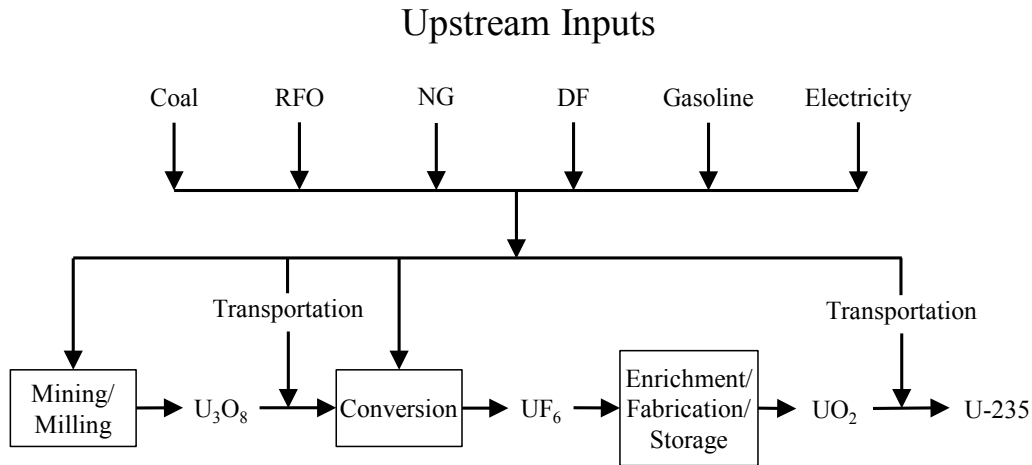 Upstream Inputs
Coal RFO NG DF Gasoline Electricity
Transportation Transportation
Mining/
Milling
U₃O₈
Conversion
UF₆
Enrichment/
Fabrication/
Storage
UO₂
U-235